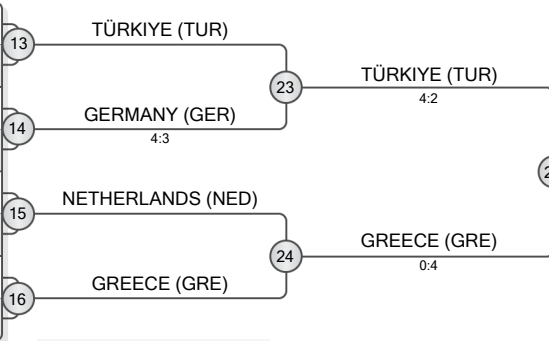 13
TÜRKIYE (TUR)
23
TÜRKIYE (TUR)
4:2
14
GERMANY (GER)
4:3
15
NETHERLANDS (NED)
24
GREECE (GRE)
0:4
16
GREECE (GRE)